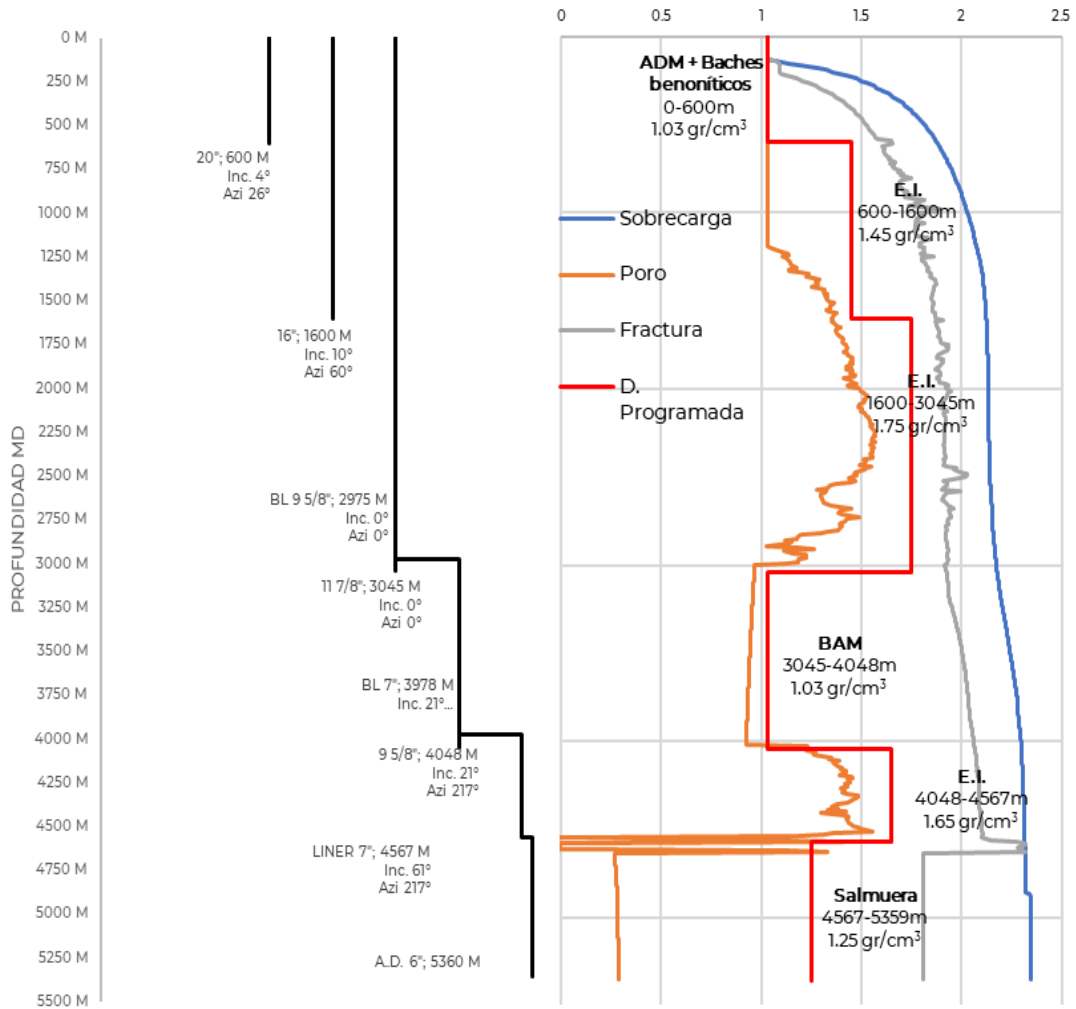 PROFUNDIDAD MD
0 M
250 M
500 M
750 M
1000 M
1250 M
1500 M
1750 M
2000 M
2250 M
2500 M
2750 M
3000 M
3250 M
3500 M
3750 M
4000 M
4250 M
4500 M
4750 M
5000 M
5250 M
5500 M
20"; 600 M
Inc. 4°
Azi 26°
16"; 1600 M
Inc. 10°
Azi 60°
BL 9 5/8"; 2975 M
Inc. 0°
Azi 0°
11 7/8"; 3045 M
Inc. 0°
Azi 0°
BL 7"; 3978 M
Inc. 21°...
9 5/8"; 4048 M
Inc. 21°
Azi 217°
LINER 7"; 4567 M
Inc. 61°
Azi 217°
A.D. 6"; 5360 M
0 0.5 1 1.5 2 2.5
ADM + Baches
benoníticos
0-600m
1.03 gr/cm³
E.I.
600-1600m
1.45 gr/cm³
Sobrecarga
Poro
Fractura
D.
Programada
E.I.
1600-3045m
1.75 gr/cm³
BAM
3045-4048m
1.03 gr/cm³
E.I.
4048-4567m
1.65 gr/cm³
Salmuera
4567-5359m
1.25 gr/cm³